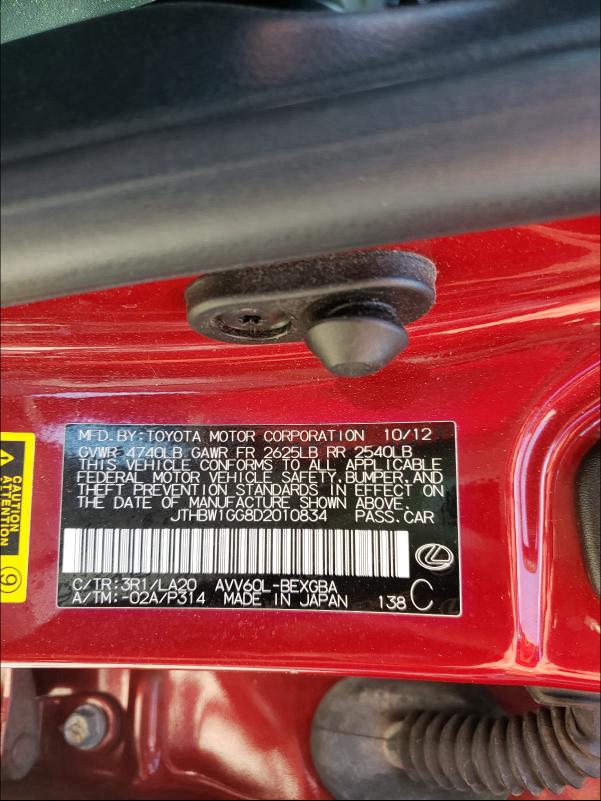 MFD. BY: TOYOTA MOTOR CORPORATION 10/12
GVWR 4740LB GAWR FR 2625LB RR 2540LB
THIS VEHICLE CONFORMS TO ALL APPLICABLE
FEDERAL MOTOR VEHICLE SAFETY, BUMPER, AND
THEFT PREVENTION STANDARDS IN EFFECT ON
THE DATE OF MANUFACTURE SHOWN ABOVE.
JTHBW1GG8D2010834 PASS. CAR
C/TR: 3R1/LA20 AVV60L-BEXGBA
A/TM: -02A/P314 MADE IN JAPAN 138 C
CAUTION
ATTENTION
9